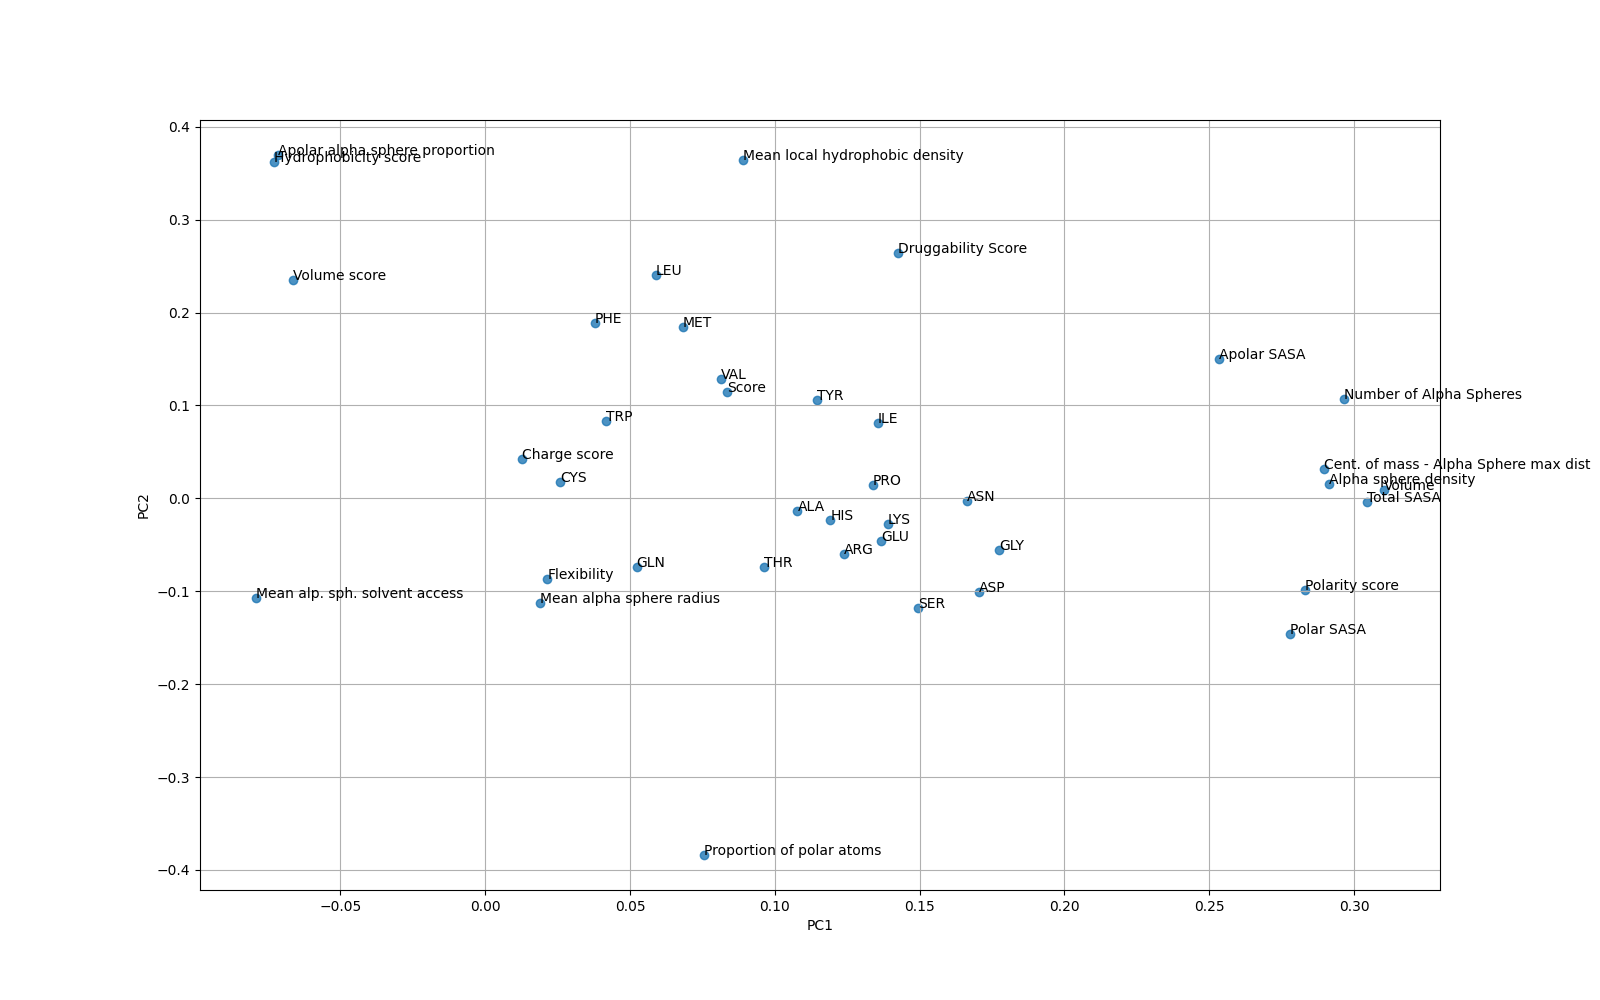 0.4
Apolar alpha sphere proportion
Hydrophobicity score
Mean local hydrophobic density
0.3
Druggability Score
LEU
Volume score
0.2
PHE
MET
Apolar SASA
VAL
Score
Number of Alpha Spheres
TYR
0.1
TRP
ILE
Charge score
Cent. of mass - Alpha Sphere max dist
CYS
PRO
Alpha sphere density
Volume
0.0
ASN
Total SASA
PC2
ALA
HIS
LYS
GLU
ARG
GLY
GLN
THR
Flexibility
ASP
Polarity score
−0.1
Mean alp. sph. solvent access
Mean alpha sphere radius
SER
Polar SASA
−0.2
−0.3
Proportion of polar atoms
−0.4
−0.05 0.00 0.05 0.10 0.15 0.20 0.25 0.30
PC1